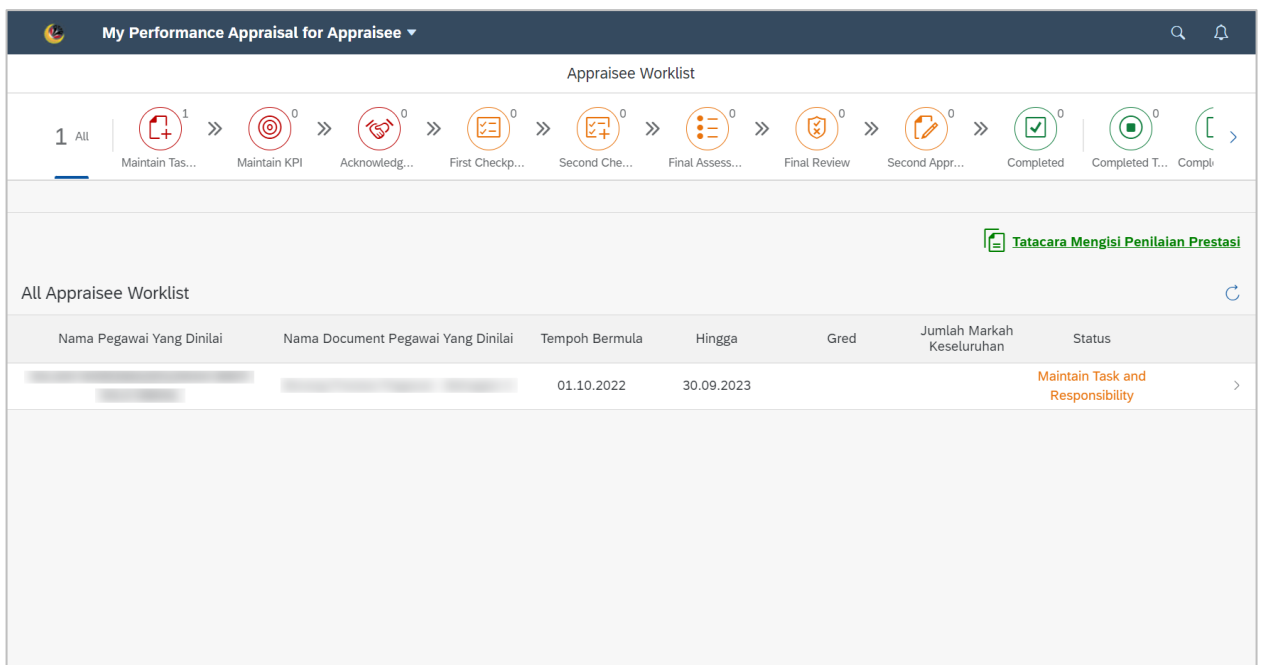 My Performance Appraisal for Appraisee
Appraisee Worklist
1 All
1
0
0
0
0
0
0
0
0
0
Maintain Tas...
Maintain KPI
Acknowledg...
First Checkp...
Second Che...
Final Assess...
Final Review
Second Appr...
Completed
Completed T...
Comple
Tatacara Mengisi Penilaian Prestasi
All Appraisee Worklist
Nama Pegawai Yang Dinilai
Nama Document Pegawai Yang Dinilai
Tempoh Bermula
Hingga
Gred
Jumlah Markah
Keseluruhan
Status
01.10.2022
30.09.2023
Maintain Task and
Responsibility